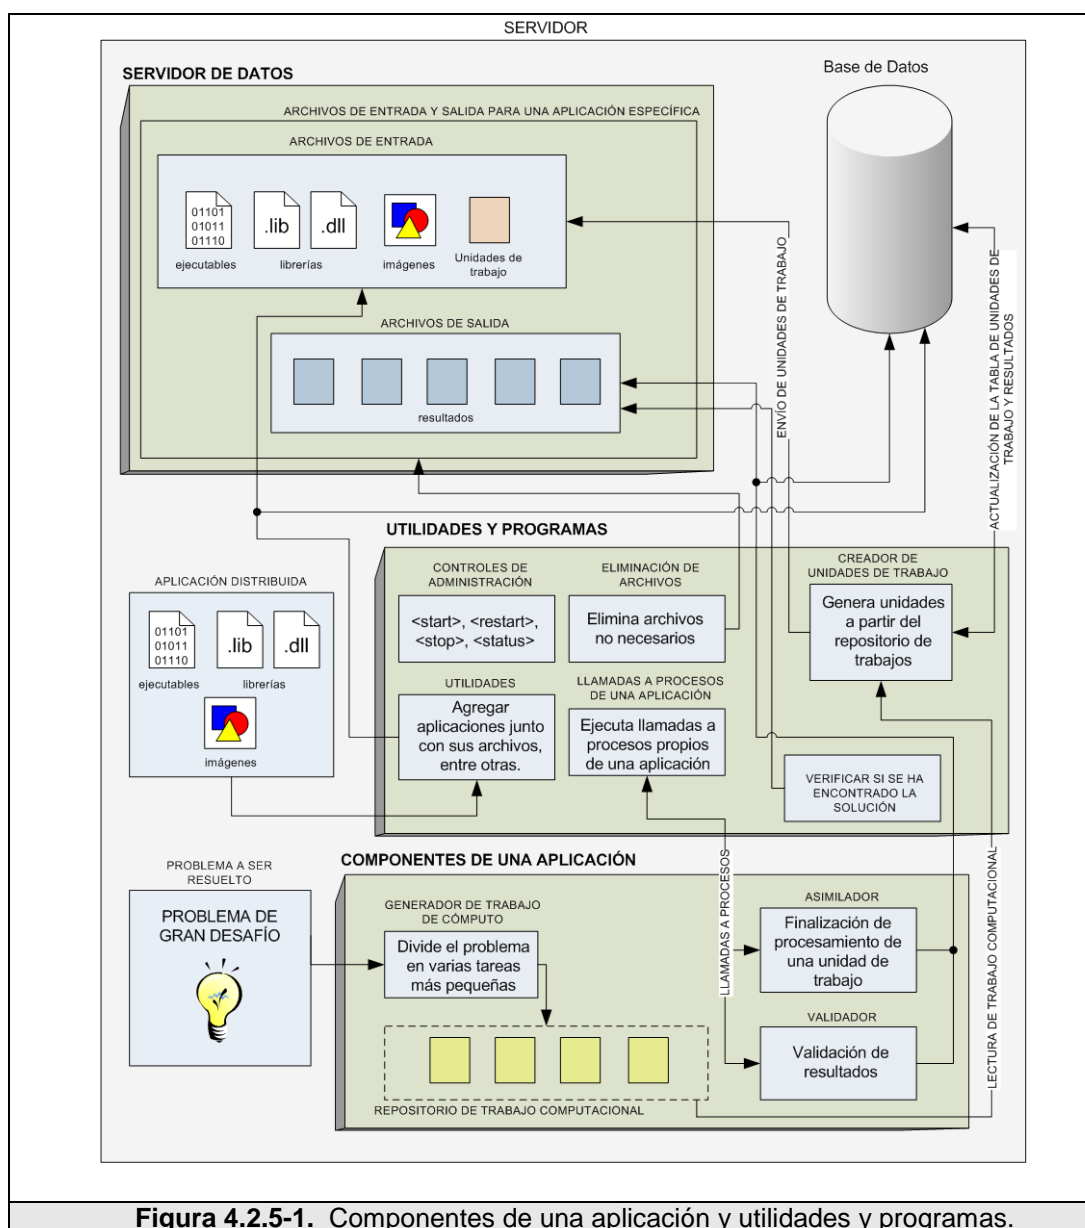 SERVIDOR
SERVIDOR DE DATOS
Base de Datos
ARCHIVOS DE ENTRADA Y SALIDA PARA UNA APLICACIÓN ESPECÍFICA
ARCHIVOS DE ENTRADA
01101
01011
01110
.lib
.dll
ejecutables
librerías
imágenes
Unidades de
trabajo
ARCHIVOS DE SALIDA
resultados
ENVÍO DE UNIDADES DE TRABAJO
ACTUALIZACIÓN DE LA TABLA DE UNIDADES DE
TRABAJO Y RESULTADOS
UTILIDADES Y PROGRAMAS
CONTROLES DE
ADMINISTRACIÓN
<start>, <restart>,
<stop>, <status>
ELIMINACIÓN DE
ARCHIVOS
Elimina archivos
no necesarios
CREADOR DE
UNIDADES DE TRABAJO
Genera unidades
a partir del
repositorio de
trabajos
APLICACIÓN DISTRIBUIDA
01101
01011
01110
.lib
.dll
ejecutables
librerías
imágenes
UTILIDADES
Agregar
aplicaciones junto
con sus archivos,
entre otras.
LLAMADAS A PROCESOS
DE UNA APLICACIÓN
Ejecuta llamadas a
procesos propios
de una aplicación
VERIFICAR SI SE HA
ENCONTRADO LA
SOLUCIÓN
COMPONENTES DE UNA APLICACIÓN
PROBLEMA A SER
RESUELTO
PROBLEMA DE
GRAN DESAFÍO
GENERADOR DE TRABAJO
DE CÓMPUTO
Divide el problema
en varias tareas
más pequeñas
REPOSITORIO DE TRABAJO COMPUTACIONAL
LLAMADAS A PROCESOS
ASIMILADOR
Finalización de
procesamiento de
una unidad de
trabajo
VALIDADOR
Validación de
resultados
LECTURA DE TRABAJO COMPUTACIONAL
Figura 4.2.5-1. Componentes de una aplicación y utilidades y programas.